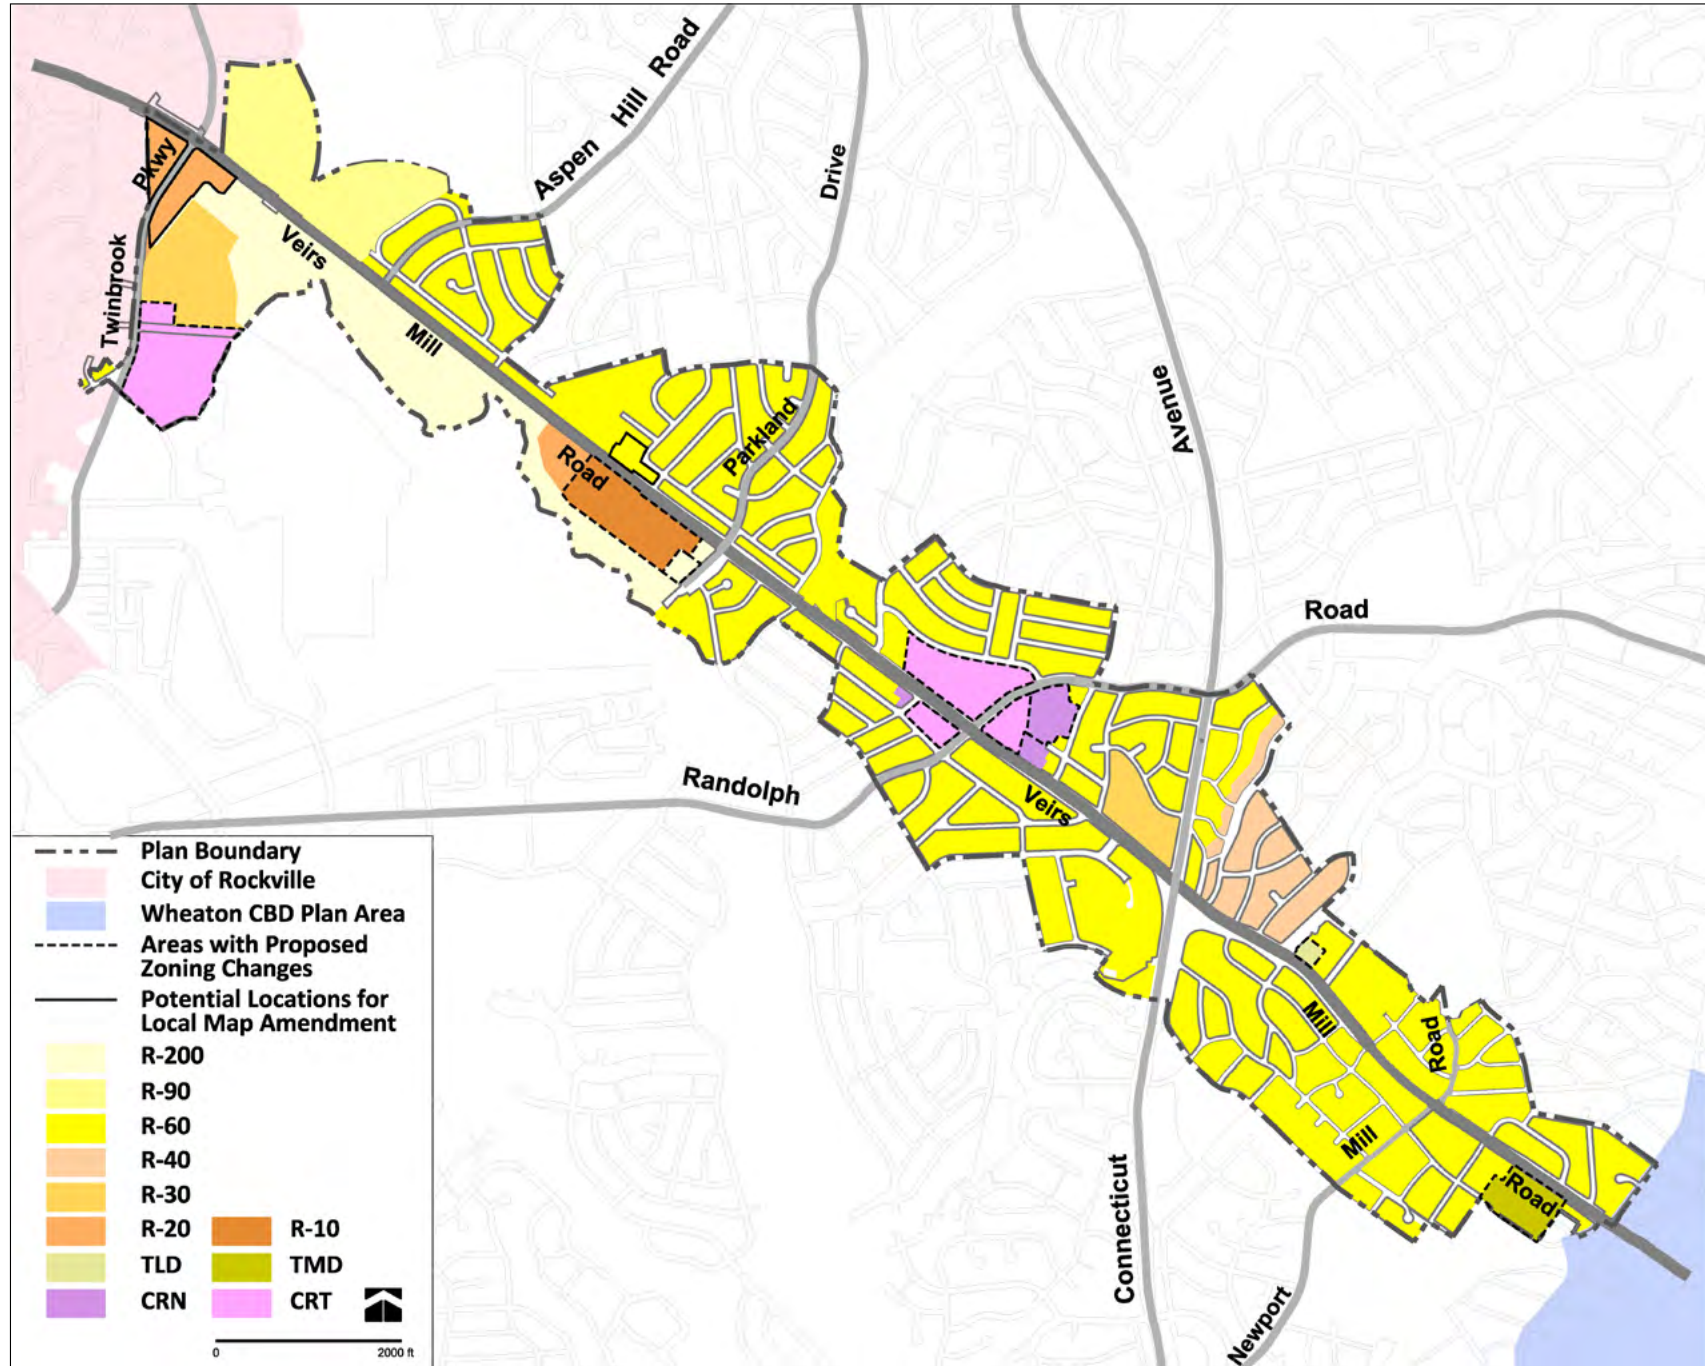 Aspen Hill Road
Pkwy
Drive
Twinbrook
Veirs
Mill
Avenue
Parkland
Road
Road
Randolph
Veirs
Mill
Road
Mill
Road
Connecticut
Newport
Plan Boundary
City of Rockville
Wheaton CBD Plan Area
Areas with Proposed
Zoning Changes
Potential Locations for
Local Map Amendment
R-200
R-90
R-60
R-40
R-30
R-20 R-10
TLD TMD
CRN CRT
0 2000 ft